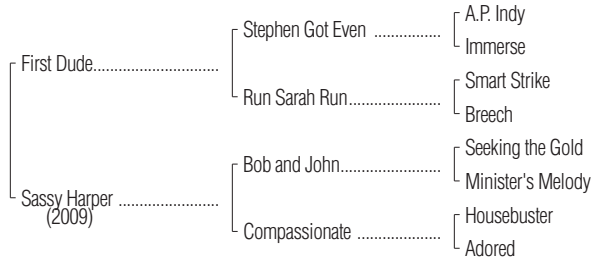 A.P. Indy
Stephen Got Even ................
Immerse
First Dude.............................
Smart Strike
Run Sarah Run......................
Breech
Seeking the Gold
Bob and John........................
Minister's Melody
Sassy Harper .......................
(2009)
Housebuster
Compassionate ...................
Adored